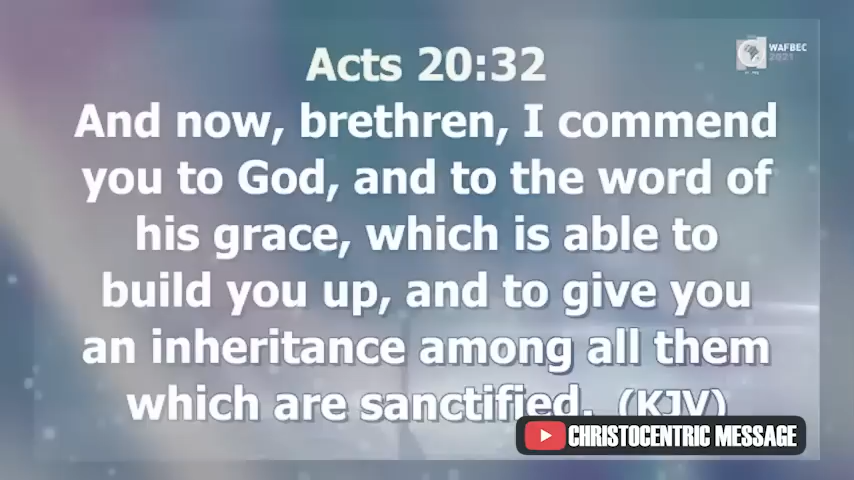 Acts 20:32
WAFBEC
2021
And now, brethren, I commend
you to God, and to the word of
his grace, which is able to
build you up, and to give you
an inheritance among all them
which are sanctified. (KJV)
CHRISTOCENTRIC MESSAGE